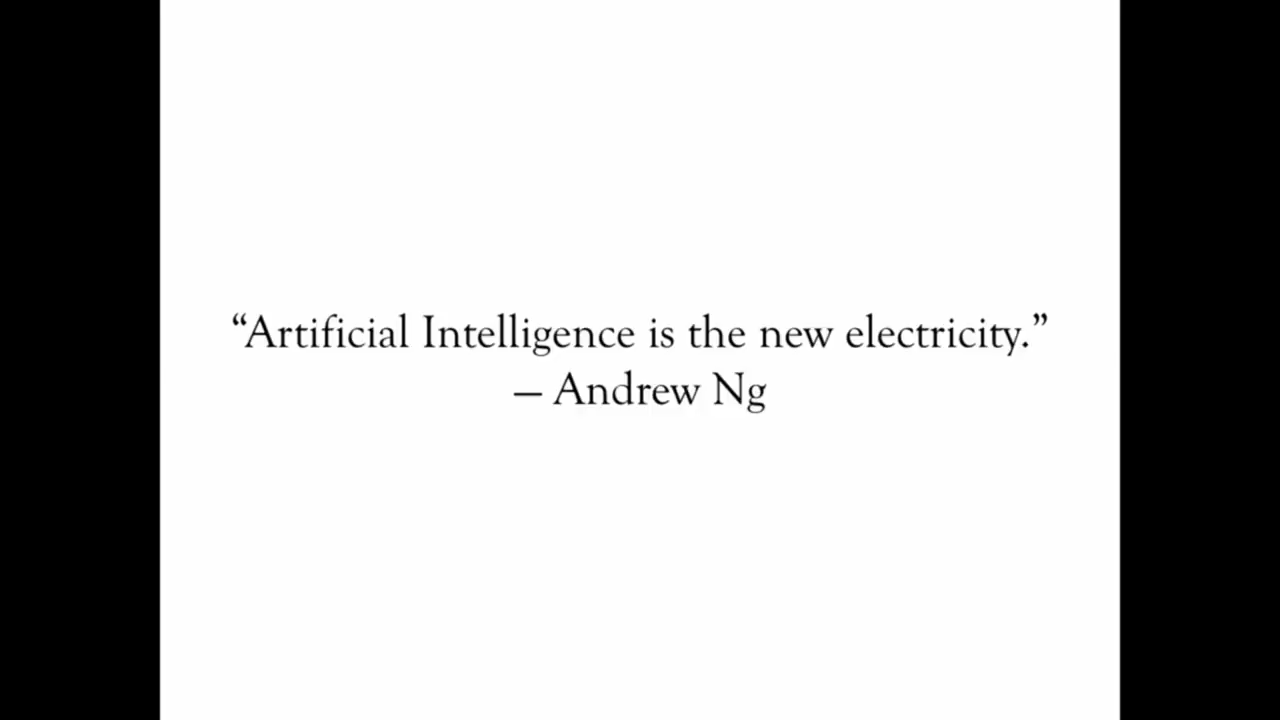 “Artificial Intelligence is the new electricity.”
– Andrew Ng